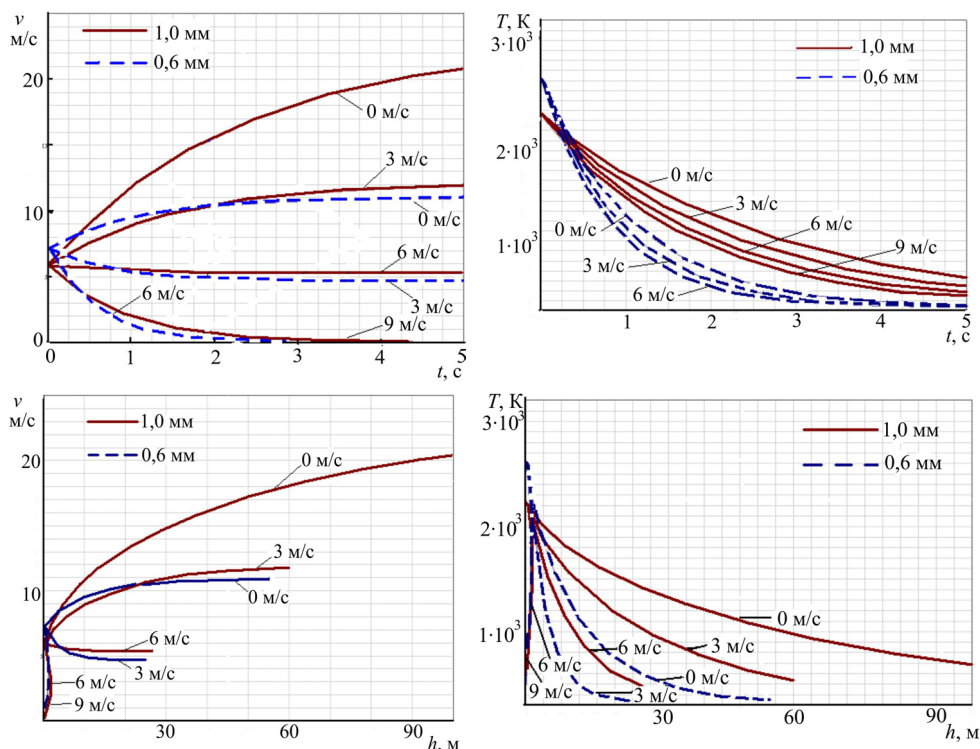 v
м/с
1,0 мм
0,6 мм
20
0 м/с
3 м/с
10
0 м/с
6 м/с
5
6 м/с
3 м/с
9 м/с
0
0 1 2 3 4 5
t, с
T, К
3·10³
1,0 мм
0,6 мм
2·10³
0 м/с
3 м/с
0 м/с
6 м/с
1·10³
9 м/с
3 м/с
6 м/с
1 2 3 4 5
t, с
v
м/с
1,0 мм
0,6 мм
20
0 м/с
3 м/с
10
0 м/с
6 м/с
3 м/с
6 м/с
9 м/с
0
30 60 90
h, м
T, К
3·10³
1,0 мм
0,6 мм
2·10³
0 м/с
1·10³
6 м/с
6 м/с
3 м/с
9 м/с
0 м/с
3 м/с
30 60 90
h, м